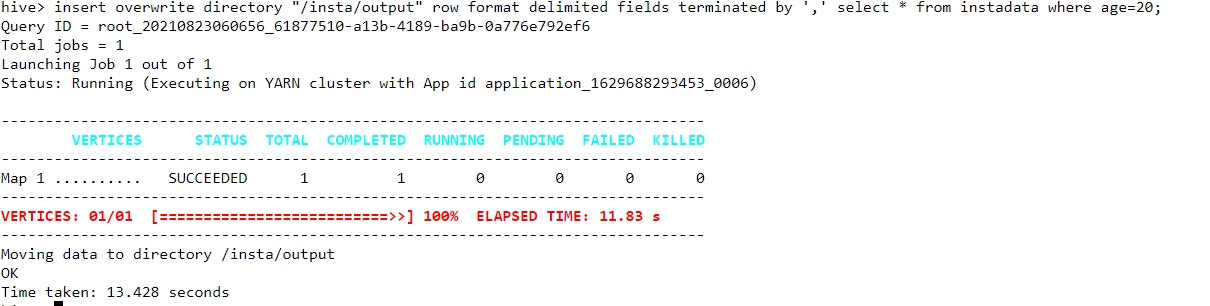 hive> insert overwrite directory "/insta/output" row format delimited fields terminated by ',' select * from instadata where age=20;
Query ID = root_20210823060656_61877510-a13b-4189-ba9b-0a776e792ef6
Total jobs = 1
Launching Job 1 out of 1
Status: Running (Executing on YARN cluster with App id application_1629688293453_0006)
--------------------------------------------------------------------------------
VERTICES STATUS TOTAL COMPLETED RUNNING PENDING FAILED KILLED
--------------------------------------------------------------------------------
Map 1 .......... SUCCEEDED 1 1 0 0 0 0
--------------------------------------------------------------------------------
VERTICES: 01/01 [==========================>>] 100% ELAPSED TIME: 11.83 s
--------------------------------------------------------------------------------
Moving data to directory /insta/output
OK
Time taken: 13.428 seconds